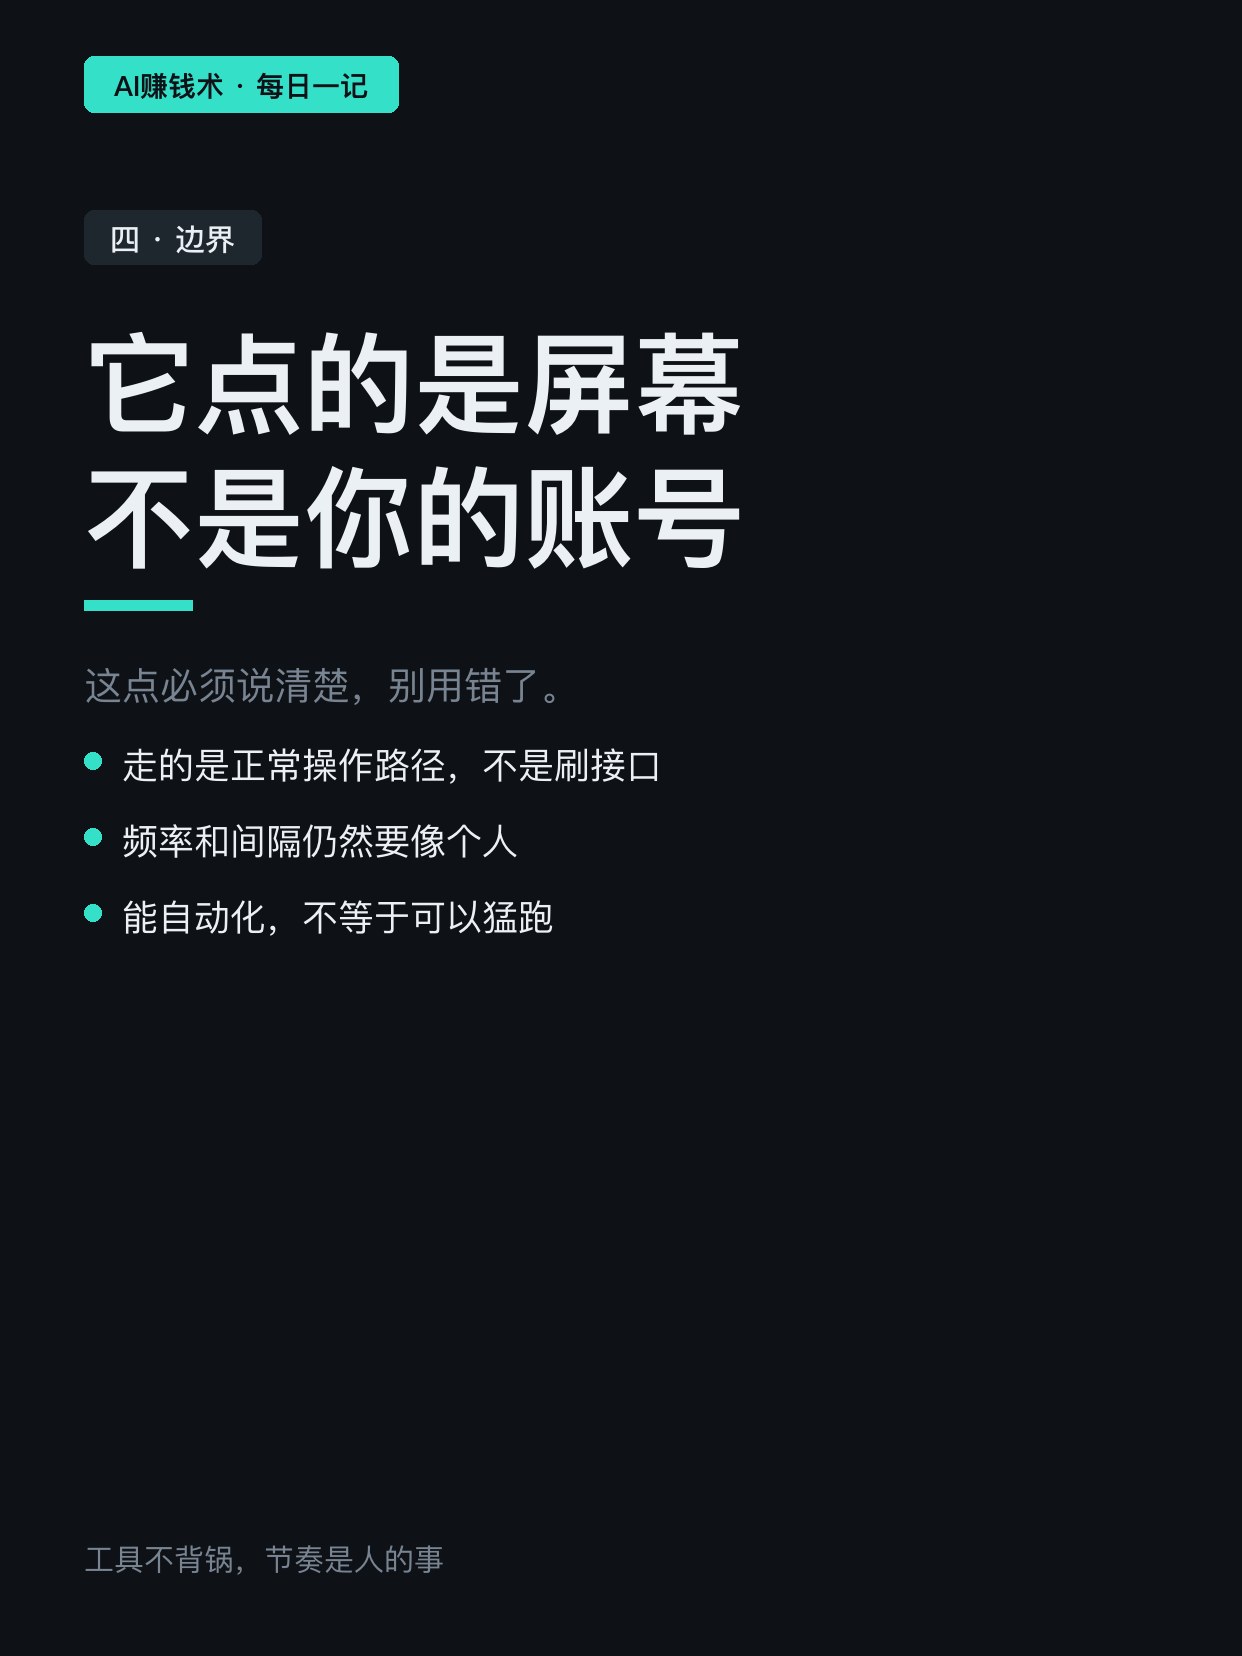 AI赚钱术 · 每日一记
四 · 边界
它点的是屏幕
不是你的账号
这点必须说清楚，别用错了。
走的是正常操作路径，不是刷接口
频率和间隔仍然要像个人
能自动化，不等于可以猛跑
工具不背锅，节奏是人的事